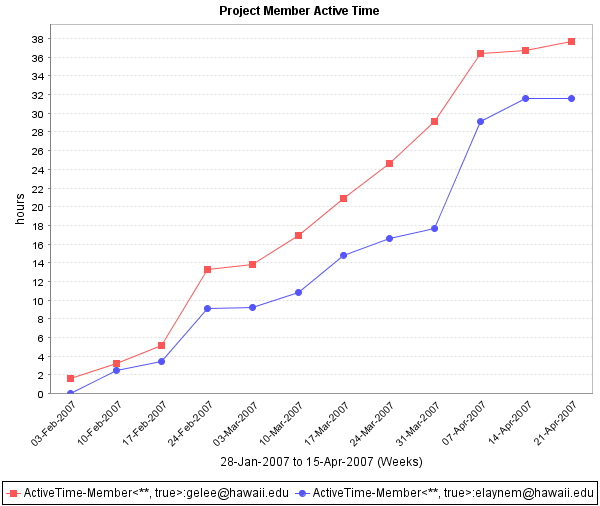 Project Member Active Time
hours
38
36
34
32
30
28
26
24
22
20
18
16
14
12
10
8
6
4
2
0
03-Feb-2007
10-Feb-2007
17-Feb-2007
24-Feb-2007
03-Mar-2007
10-Mar-2007
17-Mar-2007
24-Mar-2007
31-Mar-2007
07-Apr-2007
14-Apr-2007
21-Apr-2007
28-Jan-2007 to 15-Apr-2007 (Weeks)
ActiveTime-Member<**, true>:gelee@hawaii.edu ActiveTime-Member<**, true>:elaynem@hawaii.edu